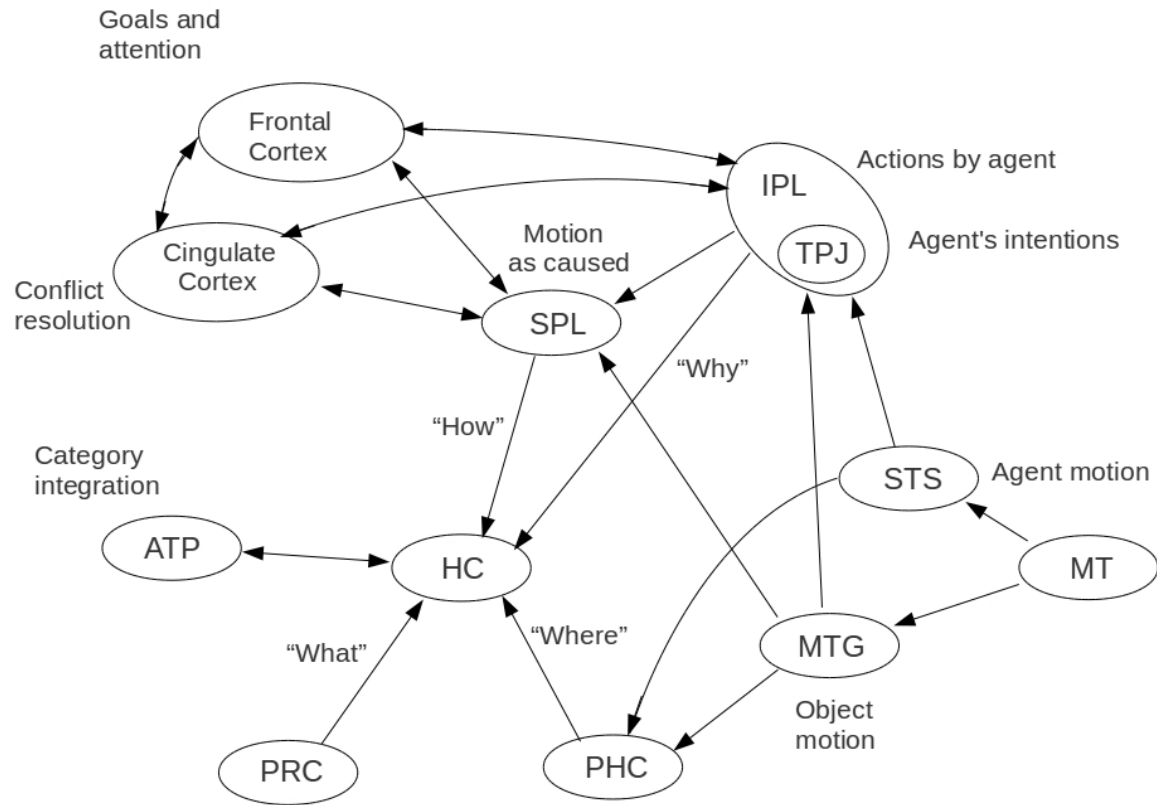 Goals and
attention
Frontal
Cortex
Actions by agent
IPL
Agent's intentions
TPJ
Motion
as caused
Cingulate
Cortex
Conflict
resolution
SPL
“Why”
“How”
Category
integration
STS
Agent motion
ATP
HC
MT
“Where”
“What”
MTG
Object
motion
PRC
PHC